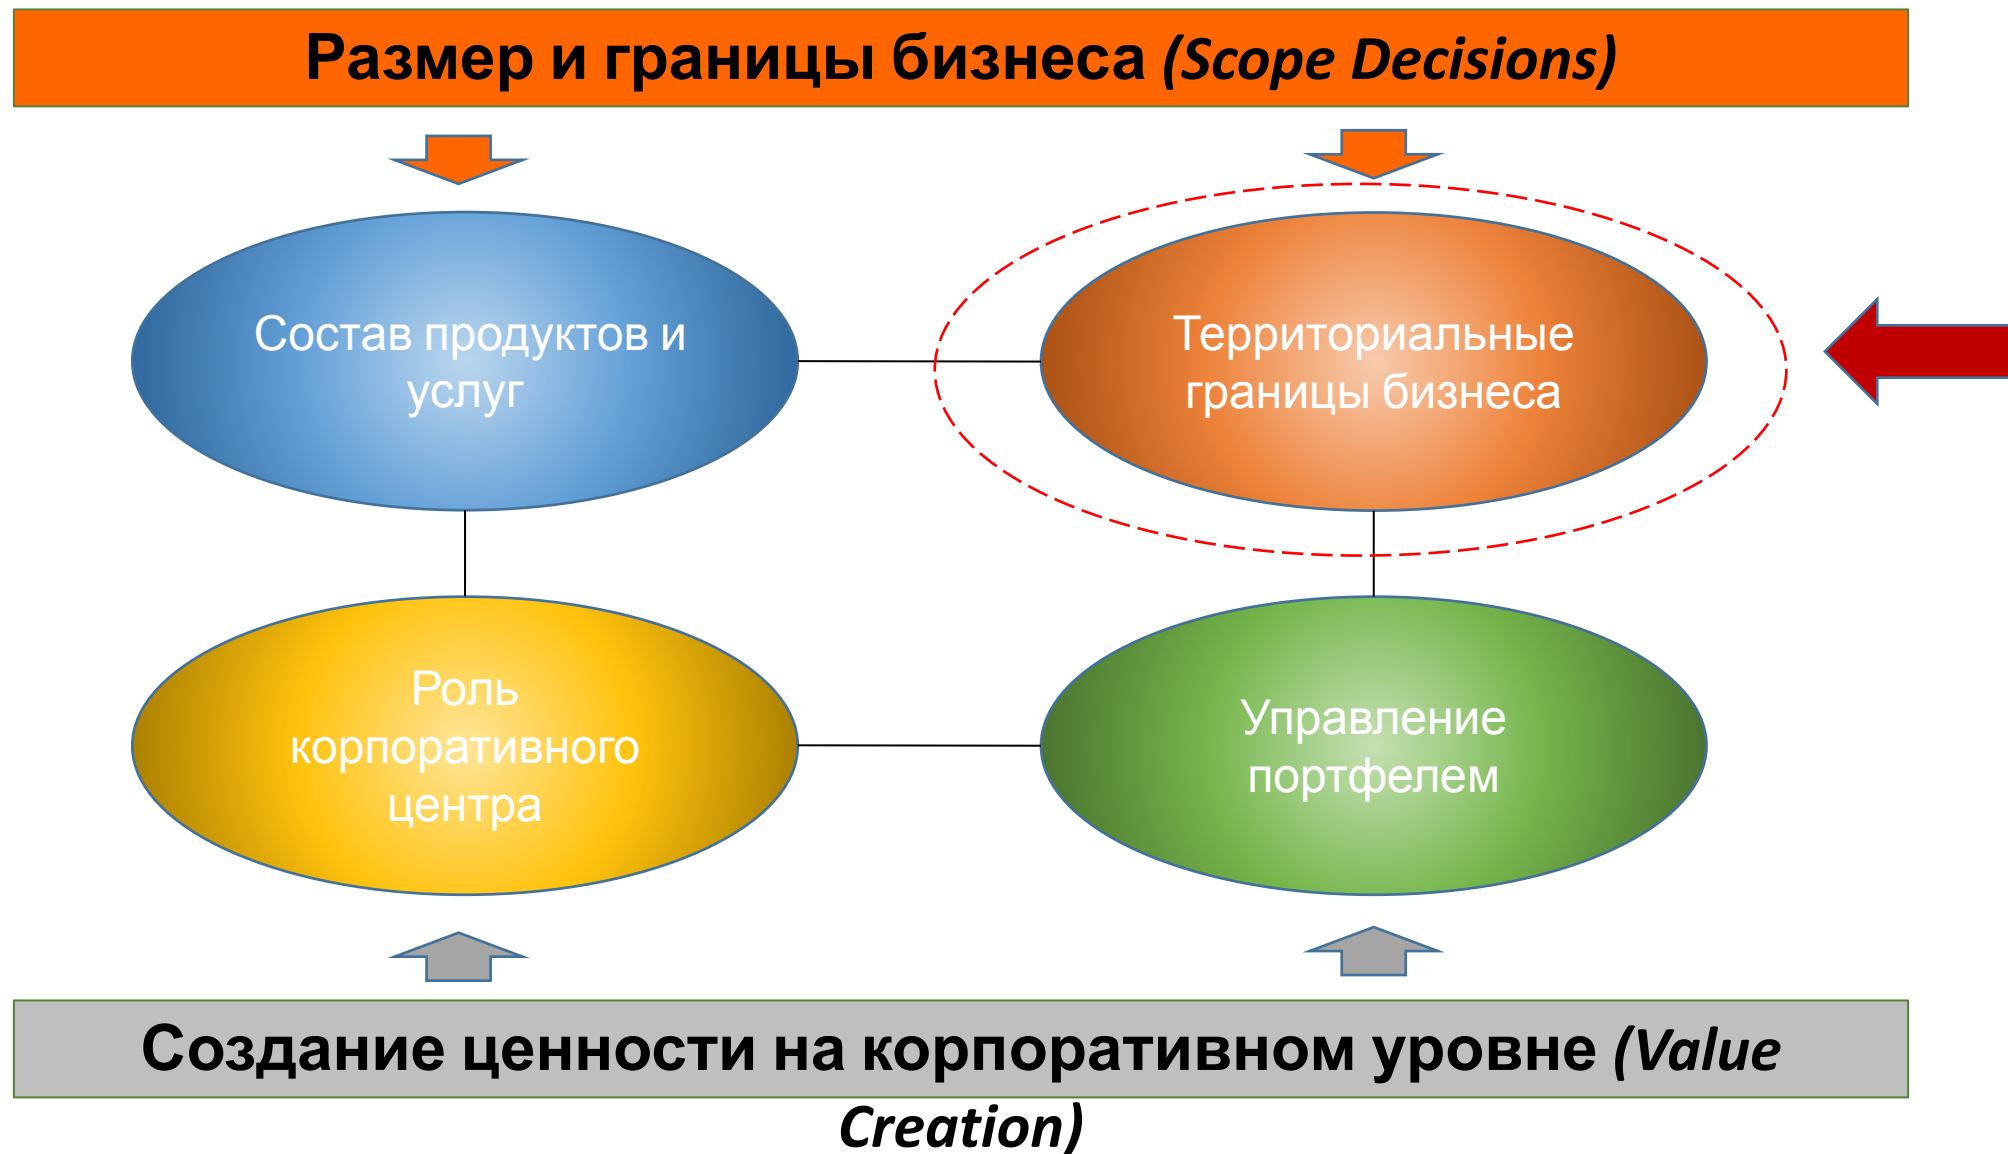 Размер и границы бизнеса (Scope Decisions)
Состав продуктов и
услуг
Территориальные
границы бизнеса
Роль
корпоративного
центра
Управление
портфелем
Создание ценности на корпоративном уровне (Value
Creation)